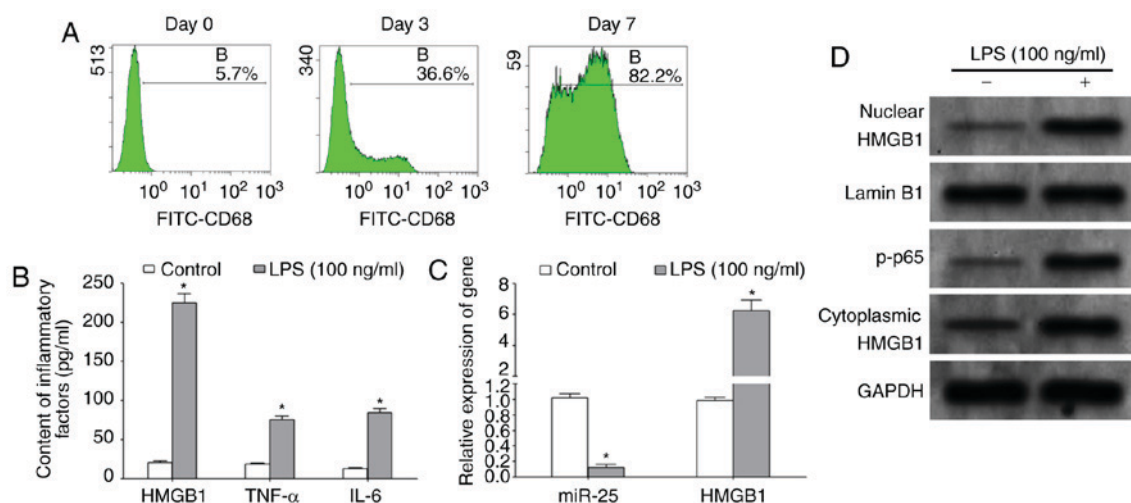 A
Day 0
Day 3
Day 7
513
B
5.7%
10⁰ 10¹ 10² 10³
FITC-CD68
340
B
36.6%
10⁰ 10¹ 10² 10³
FITC-CD68
59
B
82.2%
10⁰ 10¹ 10² 10³
FITC-CD68
B
Control
LPS (100 ng/ml)
Content of inflammatory
factors (pg/ml)
250
200
150
100
50
0
*
*
*
HMGB1
TNF-α
IL-6
C
Control
LPS (100 ng/ml)
Relative expression of gene
8
6
4
2
1.2
1.0
0.8
0.6
0.4
0.2
0.0
*
*
miR-25
HMGB1
D
LPS (100 ng/ml)
− +
Nuclear
HMGB1
Lamin B1
p-p65
Cytoplasmic
HMGB1
GAPDH